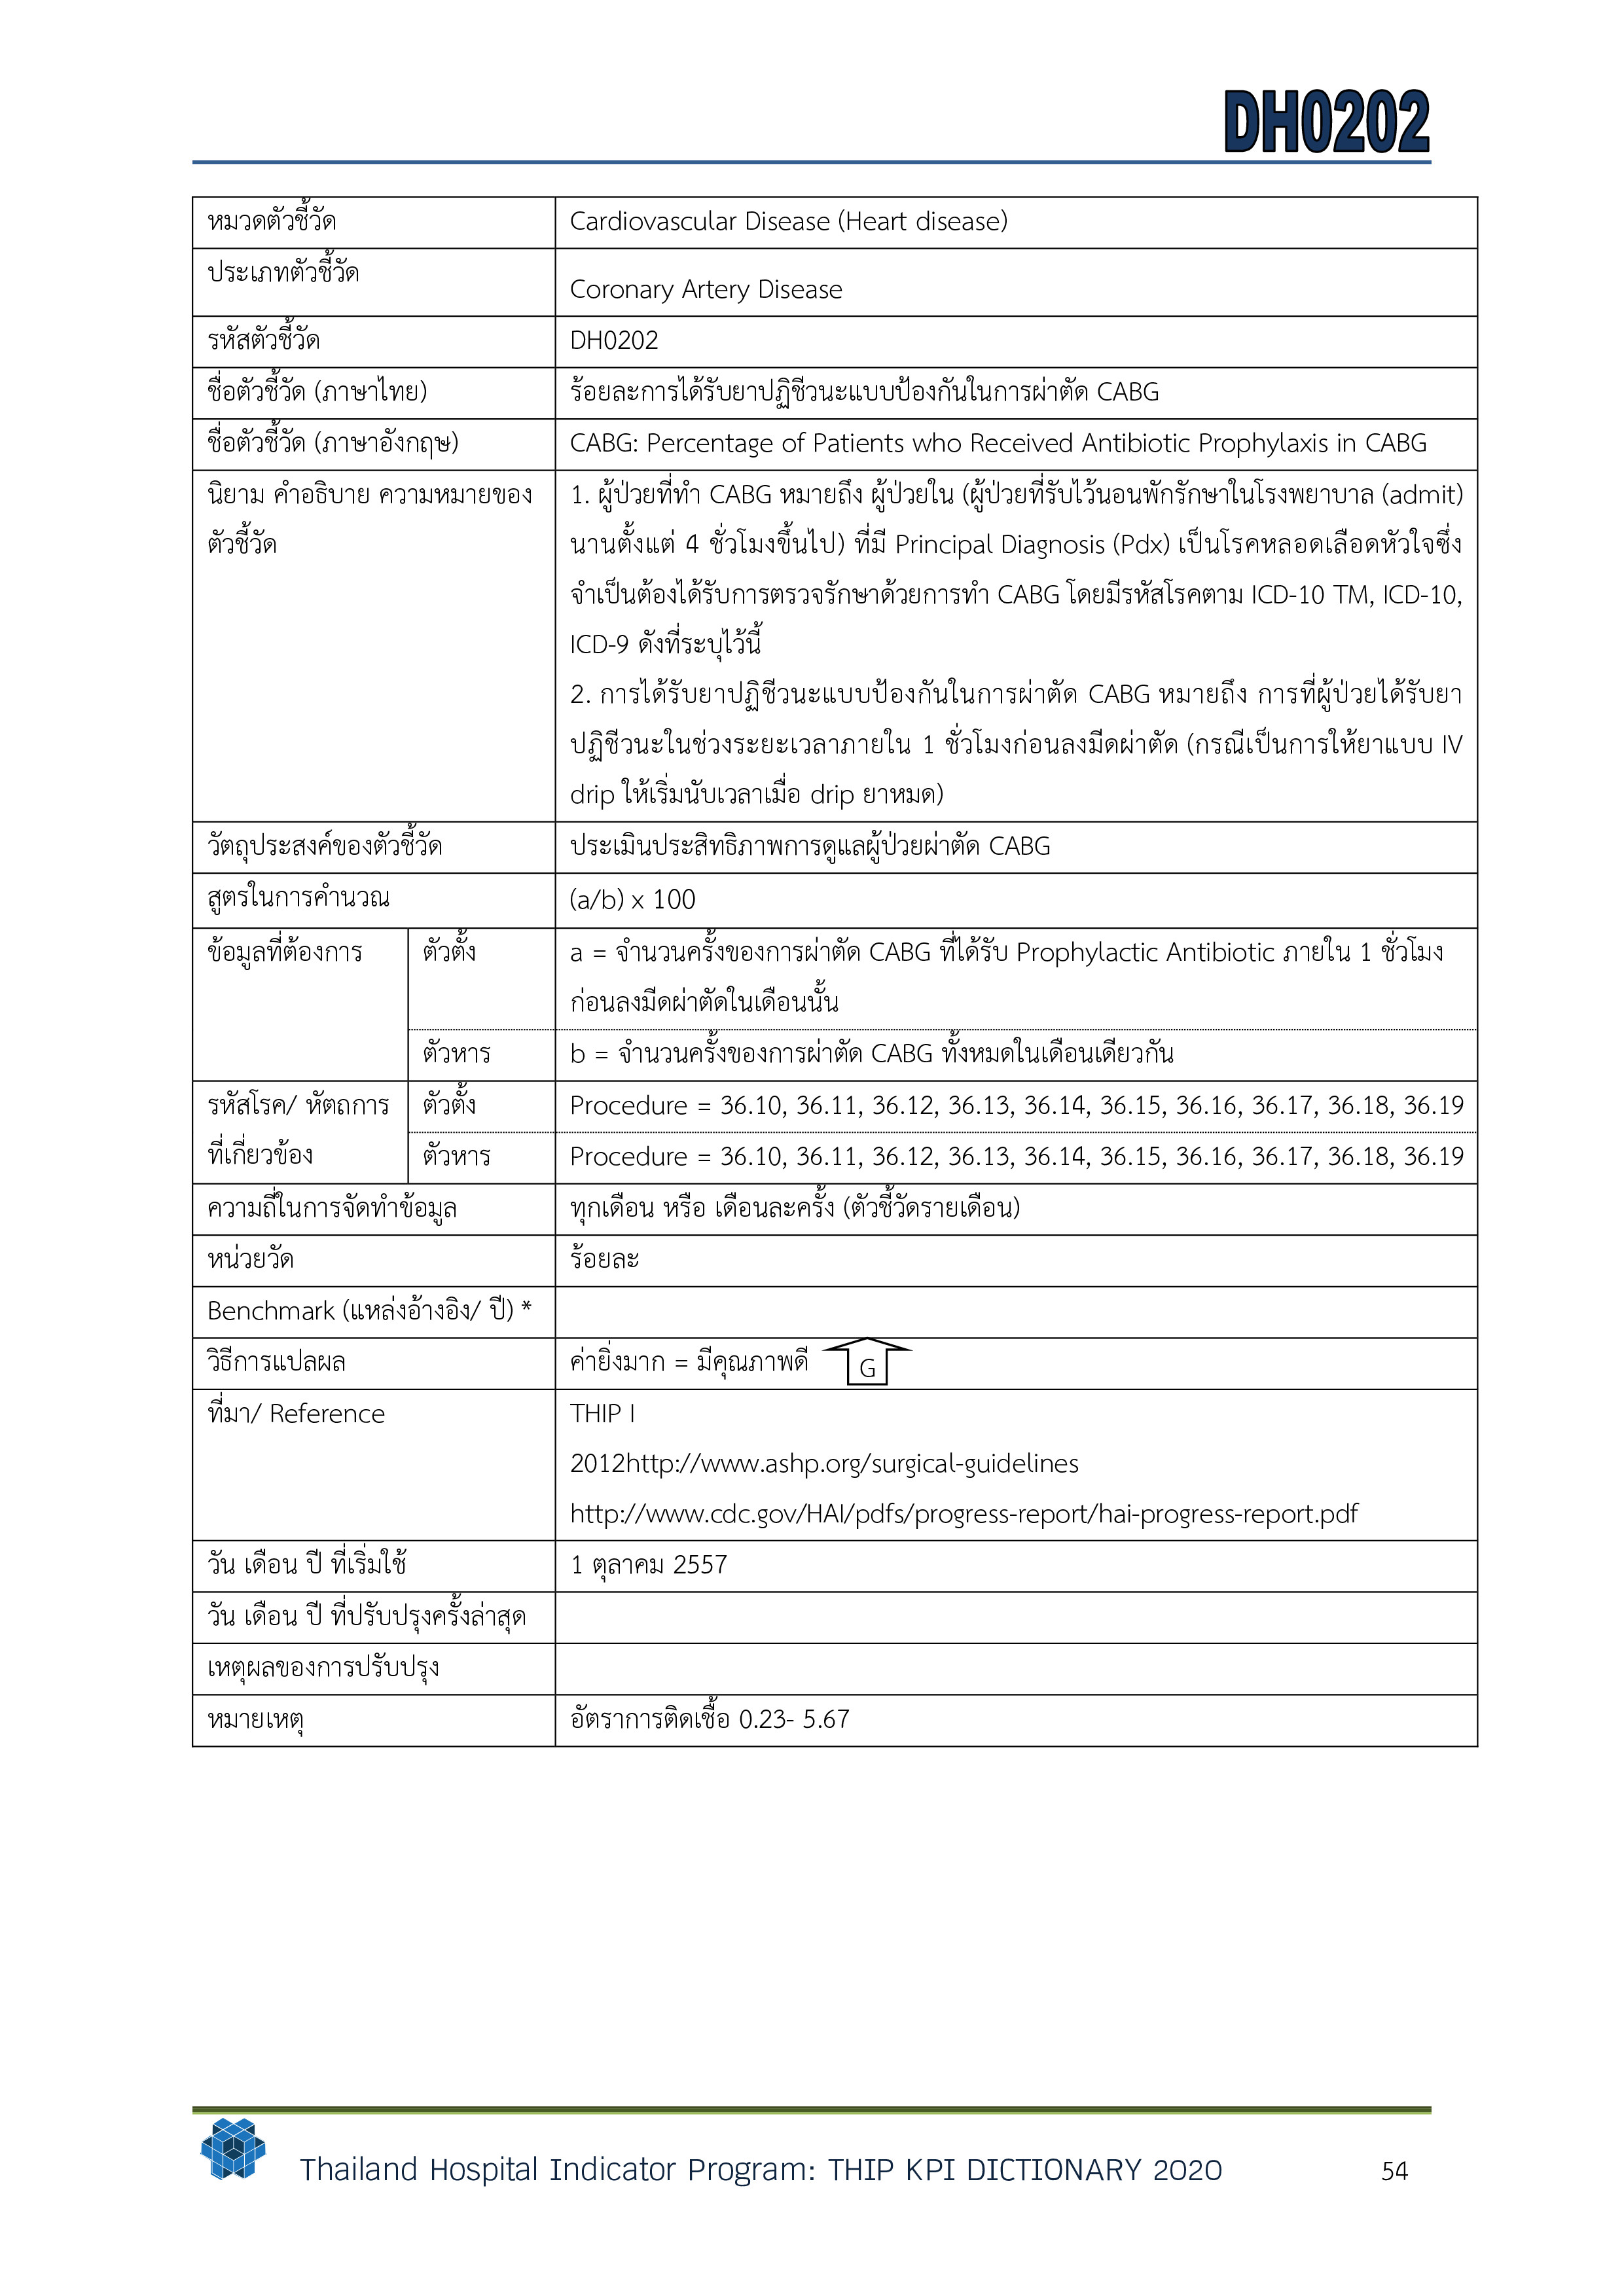 DH0202
หมวดตัวชี้วัด
Cardiovascular Disease (Heart disease)
ประเภทตัวชี้วัด
Coronary Artery Disease
รหัสตัวชี้วัด
DH0202
ชื่อตัวชี้วัด (ภาษาไทย)
ร้อยละการได้รับยาปฏิชีวนะแบบป้องกันในการผ่าตัด CABG
ชื่อตัวชี้วัด (ภาษาอังกฤษ)
CABG: Percentage of Patients who Received Antibiotic Prophylaxis in CABG
นิยาม คำอธิบาย ความหมายของ
ตัวชี้วัด
1. ผู้ป่วยที่ทำ CABG หมายถึง ผู้ป่วยใน (ผู้ป่วยที่รับไว้นอนพักรักษาในโรงพยาบาล (admit)
นานตั้งแต่ 4 ชั่วโมงขึ้นไป) ที่มี Principal Diagnosis (Pdx) เป็นโรคหลอดเลือดหัวใจซึ่ง
จำเป็นต้องได้รับการตรวจรักษาด้วยการทำ CABG โดยมีรหัสโรคตาม ICD-10 TM, ICD-10,
ICD-9 ดังที่ระบุไว้นี้
2. การได้รับยาปฏิชีวนะแบบป้องกันในการผ่าตัด CABG หมายถึง การที่ผู้ป่วยได้รับยา
ปฏิชีวนะในช่วงระยะเวลาภายใน 1 ชั่วโมงก่อนลงมีดผ่าตัด (กรณีเป็นการให้ยาแบบ IV
drip ให้เริ่มนับเวลาเมื่อ drip ยาหมด)
วัตถุประสงค์ของตัวชี้วัด
ประเมินประสิทธิภาพการดูแลผู้ป่วยผ่าตัด CABG
สูตรในการคำนวณ
(a/b) x 100
ข้อมูลที่ต้องการ
ตัวตั้ง
a = จำนวนครั้งของการผ่าตัด CABG ที่ได้รับ Prophylactic Antibiotic ภายใน 1 ชั่วโมง
ก่อนลงมีดผ่าตัดในเดือนนั้น
ตัวหาร
b = จำนวนครั้งของการผ่าตัด CABG ทั้งหมดในเดือนเดียวกัน
รหัสโรค/ หัตถการ
ที่เกี่ยวข้อง
ตัวตั้ง
Procedure = 36.10, 36.11, 36.12, 36.13, 36.14, 36.15, 36.16, 36.17, 36.18, 36.19
ตัวหาร
Procedure = 36.10, 36.11, 36.12, 36.13, 36.14, 36.15, 36.16, 36.17, 36.18, 36.19
ความถี่ในการจัดทำข้อมูล
ทุกเดือน หรือ เดือนละครั้ง (ตัวชี้วัดรายเดือน)
หน่วยวัด
ร้อยละ
Benchmark (แหล่งอ้างอิง/ ปี) *
วิธีการแปลผล
ค่ายิ่งมาก = มีคุณภาพดี G
ที่มา/ Reference
THIP I
2012http://www.ashp.org/surgical-guidelines
http://www.cdc.gov/HAI/pdfs/progress-report/hai-progress-report.pdf
วัน เดือน ปี ที่เริ่มใช้
1 ตุลาคม 2557
วัน เดือน ปี ที่ปรับปรุงครั้งล่าสุด
เหตุผลของการปรับปรุง
หมายเหตุ
อัตราการติดเชื้อ 0.23- 5.67
Thailand Hospital Indicator Program: THIP KPI DICTIONARY 2020
54